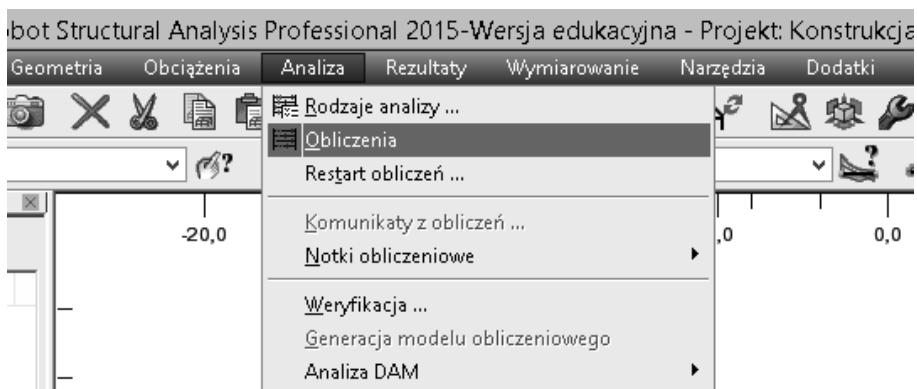 bot Structural Analysis Professional 2015-Wersja edukacyjna - Projekt: Konstrukcja
Geometria Obciążenia Analiza Rezultaty Wymiarowanie Narzędzia Dodatki
Rodzaje analizy ...
Obliczenia
Restart obliczeń ...
-20,0 ,0 0,0
Komunikaty z obliczeń ...
Notki obliczeniowe
Weryfikacja ...
Generacja modelu obliczeniowego
Analiza DAM